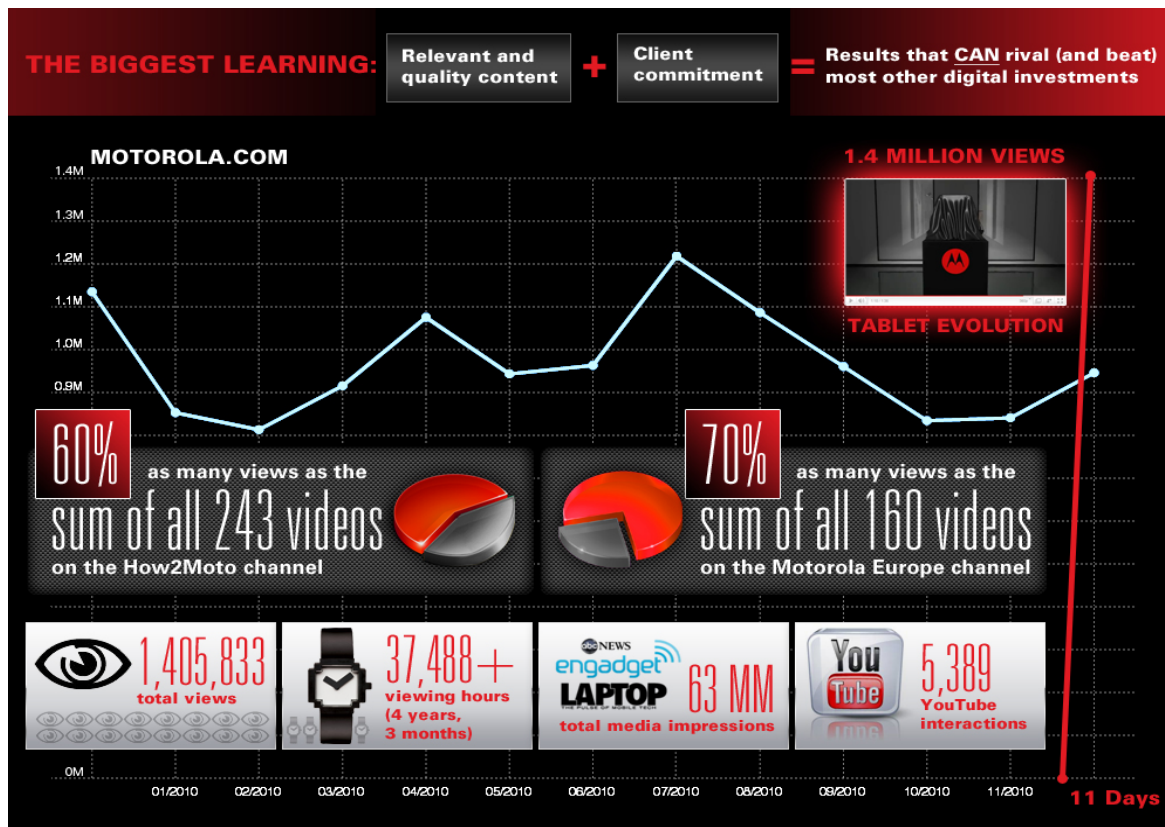 THE BIGGEST LEARNING:
Relevant and
quality content
+
Client
commitment
=
Results that CAN rival (and beat)
most other digital investments
MOTOROLA.COM
1.4 MILLION VIEWS
TABLET EVOLUTION
1.4M
1.3M
1.2M
1.1M
1.0M
0.9M
60%
as many views as the
sum of all 243 videos
on the How2Moto channel
70%
as many views as the
sum of all 160 videos
on the Motorola Europe channel
1,405,833
total views
37,488+
viewing hours
(4 years,
3 months)
abc NEWS
engadget
LAPTOP
THE PULSE OF MOBILE TECH
63 MM
total media impressions
You
Tube
5,389
YouTube
interactions
0M
01/2010 02/2010 03/2010 04/2010 05/2010 06/2010 07/2010 08/2010 09/2010 10/2010 11/2010
11 Days